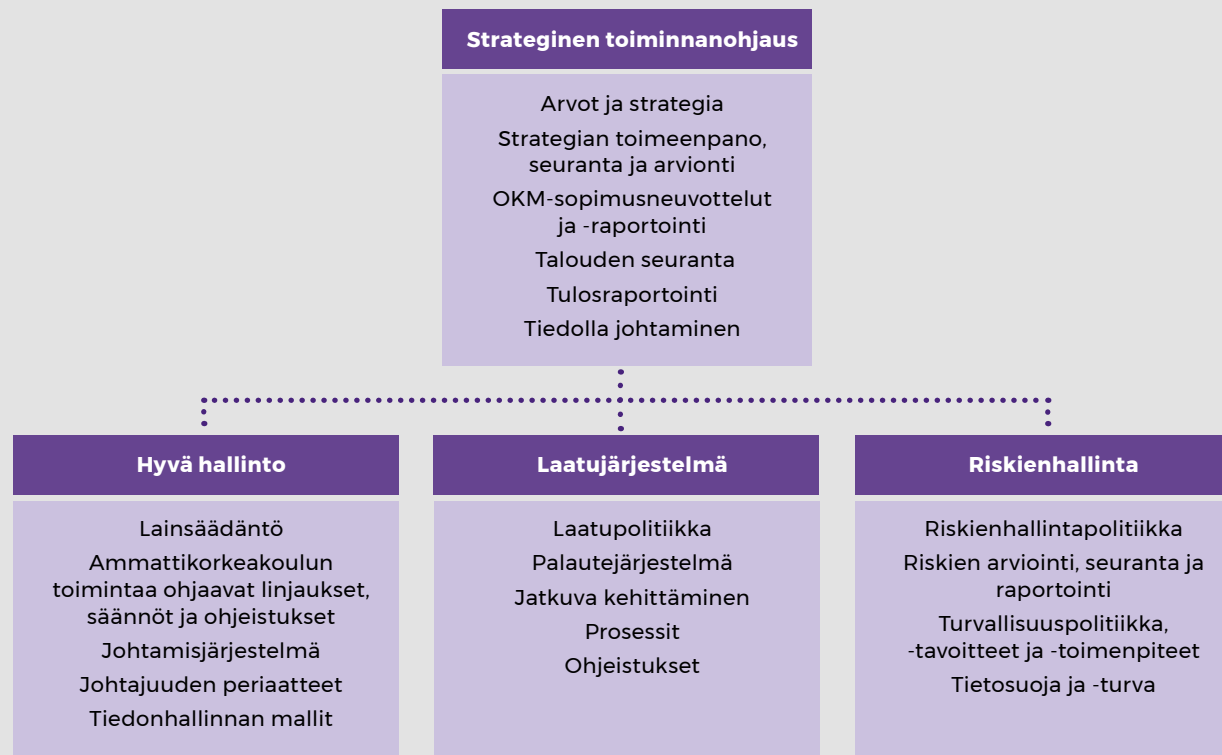 Strateginen toiminnanohjaus
Arvot ja strategia
Strategian toimeenpano,
seuranta ja arvionti
OKM-sopimusneuvottelut
ja -raportointi
Talouden seuranta
Tulosraportointi
Tiedolla johtaminen
Hyvä hallinto
Lainsäädäntö
Ammattikorkeakoulun
toimintaa ohjaavat linjaukset,
säännöt ja ohjeistukset
Johtamisjärjestelmä
Johtajuuden periaatteet
Tiedonhallinnan mallit
Laatujärjestelmä
Laatupolitiikka
Palautejärjestelmä
Jatkuva kehittäminen
Prosessit
Ohjeistukset
Riskienhallinta
Riskienhallintapolitiikka
Riskien arviointi, seuranta ja
raportointi
Turvallisuuspolitiikka,
-tavoitteet ja -toimenpiteet
Tietosuoja ja -turva